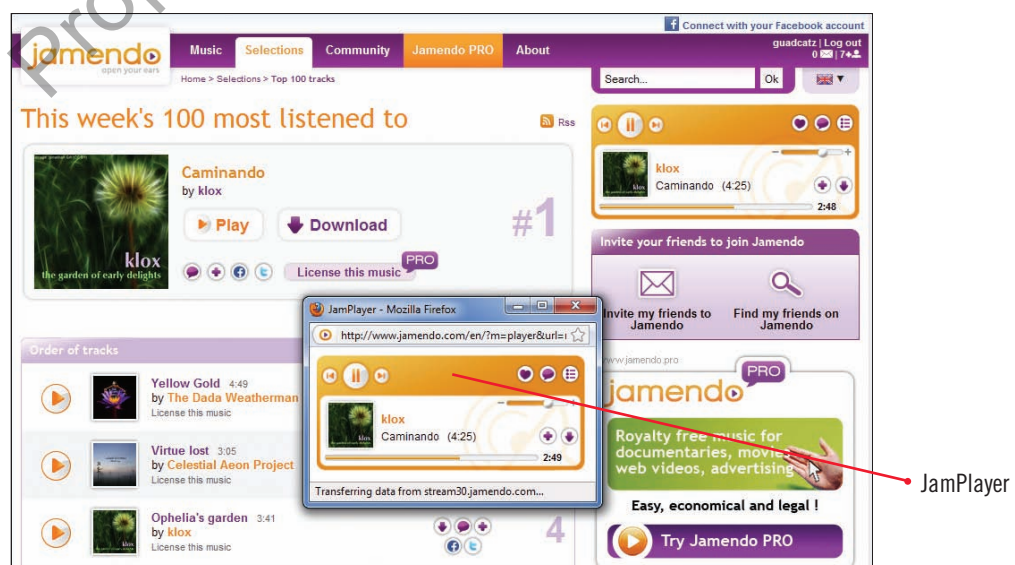 Connect with your Facebook account
jamendo
open your ears
Music Selections Community Jamendo PRO About
guadcatz | Log out
0 | 7+
Home > Selections > Top 100 tracks
Search... Ok
This week's 100 most listened to
Rss
Caminando
by klox
Play Download
#1
klox
the garden of early delights
License this music PRO
klox
Caminando (4:25)
2:48
Invite your friends to join Jamendo
Invite my friends to
Jamendo
Find my friends on
Jamendo
JamPlayer - Mozilla Firefox
http://www.jamendo.com/en/?m=player&url=
klox
Caminando (4:25)
2:49
Transferring data from stream30.jamendo.com...
Order of tracks
Yellow Gold 4:49
by The Dada Weatherman
License this music
Virtue lost 3:05
by Celestial Aeon Project
License this music
Ophelia's garden 3:41
by klox
License this music
4
www.jamendo.pro
PRO
jamendo
Royalty free music for
documentaries, movies
web videos, advertising
Easy, economical and legal !
Try Jamendo PRO
JamPlayer